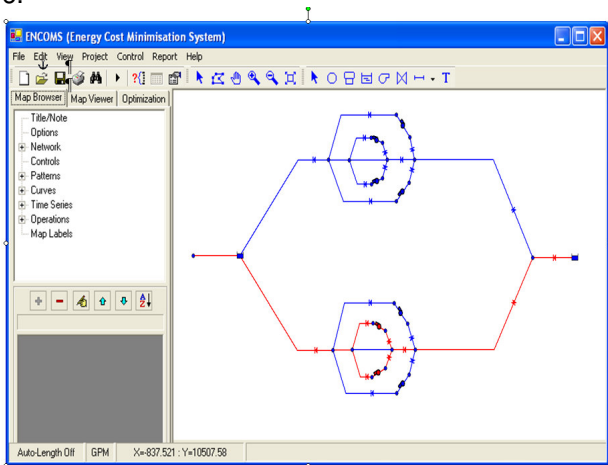 ENCOMS (Energy Cost Minimisation System)
File Edit View Project Control Report Help
T
Map Browser Map Viewer Optimization
Title/Note
Options
Network
Controls
Patterns
Curves
Time Series
Operations
Map Labels
Auto-Length Off GPM X=-837.521 : Y=10507.58